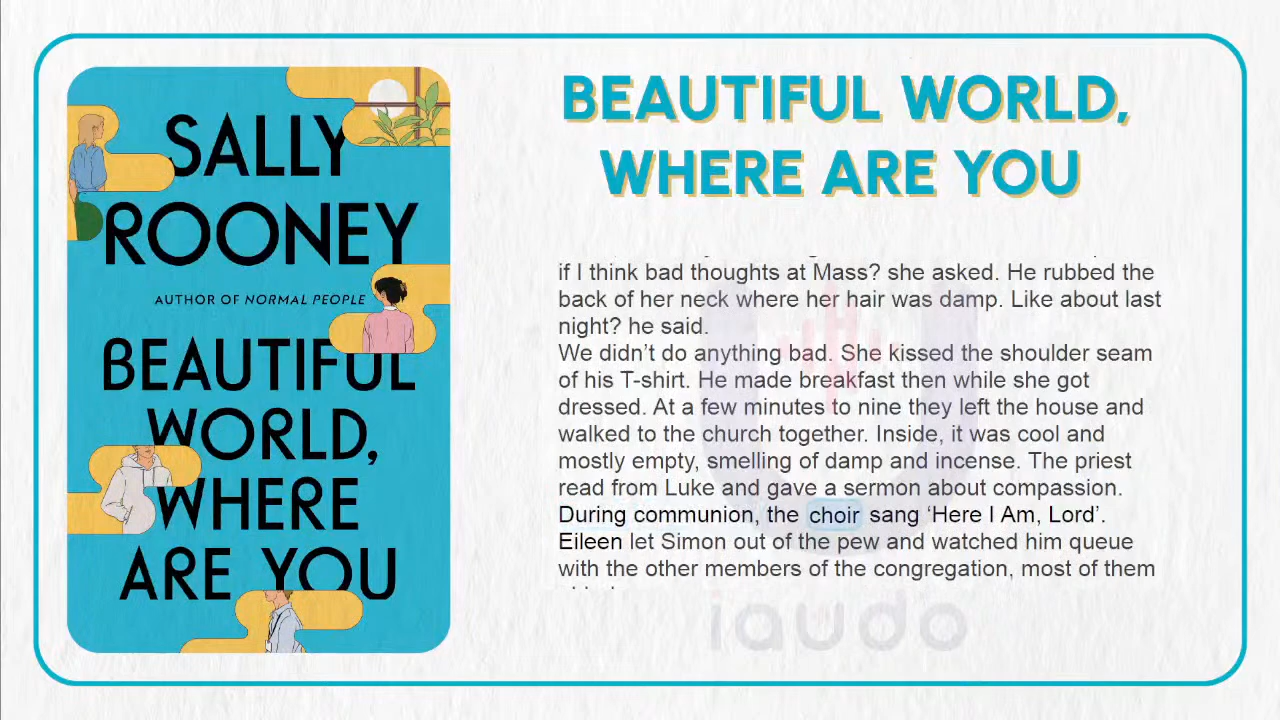 SALLY
ROONEY
AUTHOR OF NORMAL PEOPLE
BEAUTIFUL
WORLD,
WHERE
ARE YOU
BEAUTIFUL WORLD,
WHERE ARE YOU
if I think bad thoughts at Mass? she asked. He rubbed the
back of her neck where her hair was damp. Like about last
night? he said.
We didn’t do anything bad. She kissed the shoulder seam
of his T-shirt. He made breakfast then while she got
dressed. At a few minutes to nine they left the house and
walked to the church together. Inside, it was cool and
mostly empty, smelling of damp and incense. The priest
read from Luke and gave a sermon about compassion.
During communion, the choir sang ‘Here I Am, Lord’.
Eileen let Simon out of the pew and watched him queue
with the other members of the congregation, most of them
iaudo